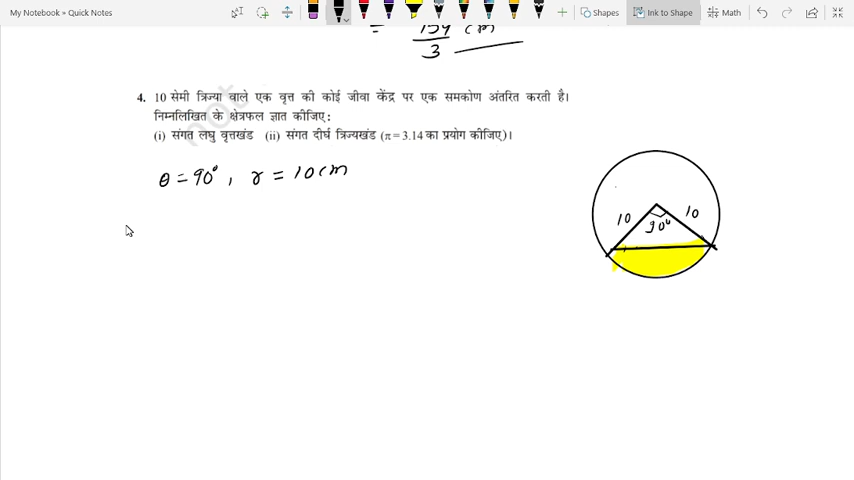 My Notebook » Quick Notes
Shapes
Ink to Shape
Math
= 154 cm
3
4. 10 सेमी त्रिज्या वाले एक वृत्त की कोई जीवा केंद्र पर एक समकोण अंतरित करती है।
निम्नलिखित के क्षेत्रफल ज्ञात कीजिए:
(i) संगत लघु वृत्तखंड (ii) संगत दीर्घ त्रिज्यखंड (π = 3.14 का प्रयोग कीजिए)।
not
θ = 90°, r = 10 cm
10 10
90°